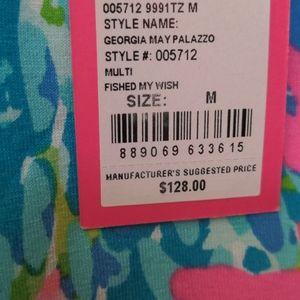 005712 9991TZ M
STYLE NAME:
GEORGIA MAY PALAZZO
STYLE #: 005712
MULTI
FISHED MY WISH
SIZE: M
889069 633615
MANUFACTURER'S SUGGESTED PRICE
$128.00